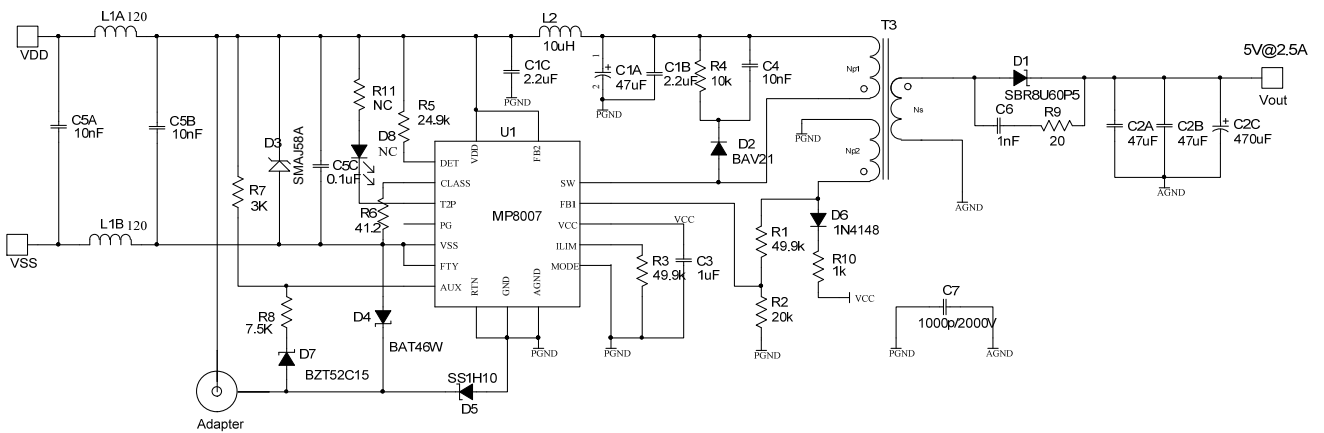 L1A 120
VDD
C5A
10nF
C5B
10nF
L1B 120
VSS
D3
SMAJ58A
C5C
0.1uF
R7
3K
R11
NC
D8
NC
R5
24.9k
R6
41.2
R8
7.5K
D7
BZT52C15
D4
BAT46W
Adapter
SS1H10
D5
U1
MP8007
DET
CLASS
T2P
PG
VSS
FTY
AUX
VDD
FB2
SW
FB1
VCC
ILIM
MODE
RTN
GND
AGND
PGND
C1C
2.2uF
PGND
L2
10uH
1
2
C1A
47uF
PGND
C1B
2.2uF
R4
10k
C4
10nF
D2
BAV21
VCC
R3
49.9k
C3
1uF
PGND
T3
Np1
Np2
Ns
PGND
R1
49.9k
R2
20k
PGND
D6
1N4148
R10
1k
VCC
D1
SBR8U60P5
C6
1nF
R9
20
AGND
5V@2.5A
Vout
C2A
47uF
C2B
47uF
C2C
470uF
AGND
C7
1000p/2000V
PGND
AGND